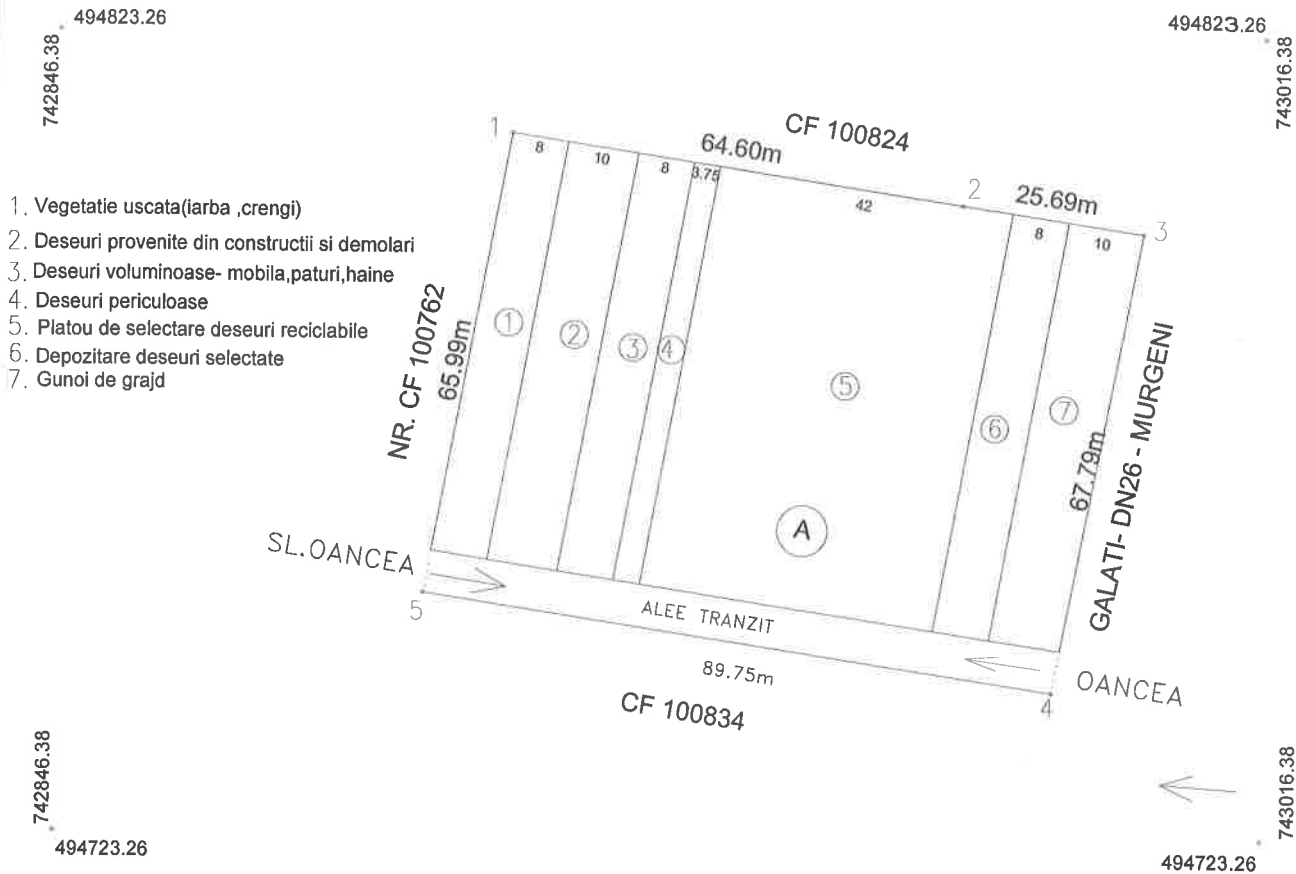 494823.26
494823.26
742846.38
743016.38
CF 100824
1
64.60m
8
10
8
3.75
42
2
25.69m
8
10
3
1. Vegetatie uscata(iarba ,crengi)
2. Deseuri provenite din constructii si demolari
3. Deseuri voluminoase- mobila,paturi,haine
4. Deseuri periculoase
5. Platou de selectare deseuri reciclabile
6. Depozitare deseuri selectate
7. Gunoi de grajd
NR. CF 100762
65.99m
1
2
3
4
5
6
7
A
67.79m
GALATI- DN26 - MURGENI
SL.OANCEA
5
ALEE TRANZIT
89.75m
CF 100834
4
OANCEA
742846.38
743016.38
494723.26
494723.26